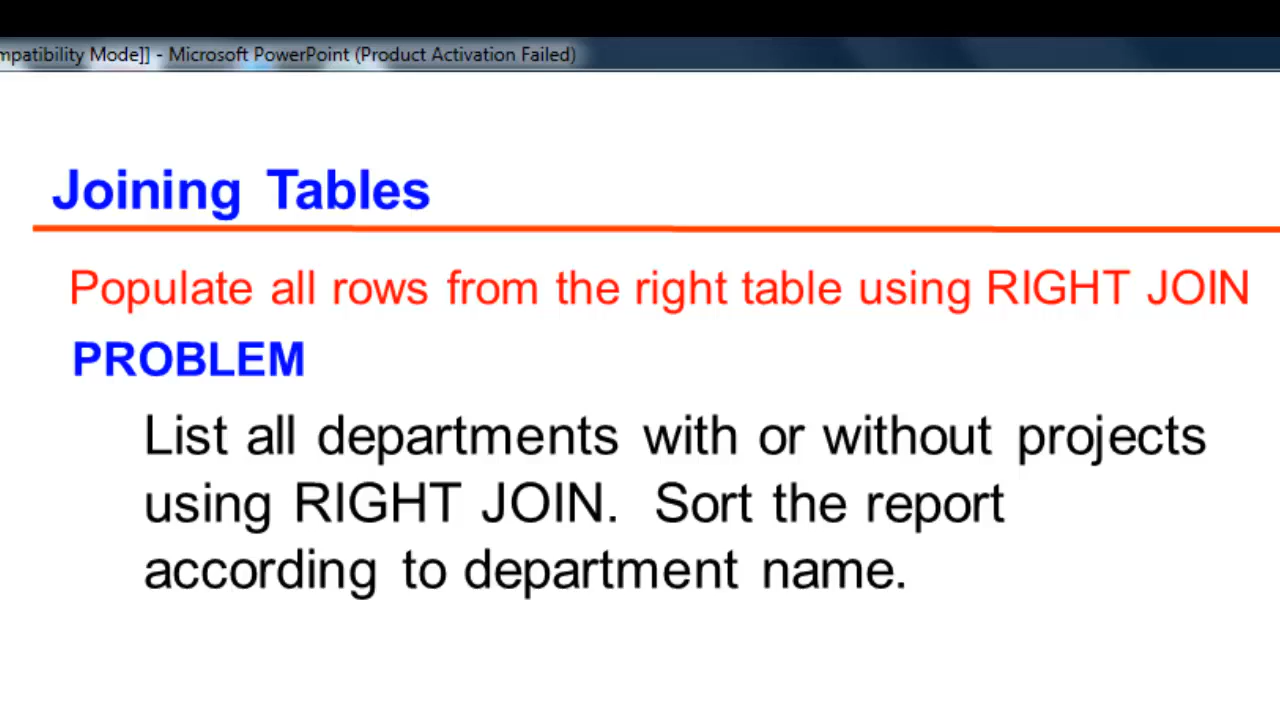 mpatibility Mode]] - Microsoft PowerPoint (Product Activation Failed)
Joining Tables
Populate all rows from the right table using RIGHT JOIN
PROBLEM
List all departments with or without projects
using RIGHT JOIN. Sort the report
according to department name.